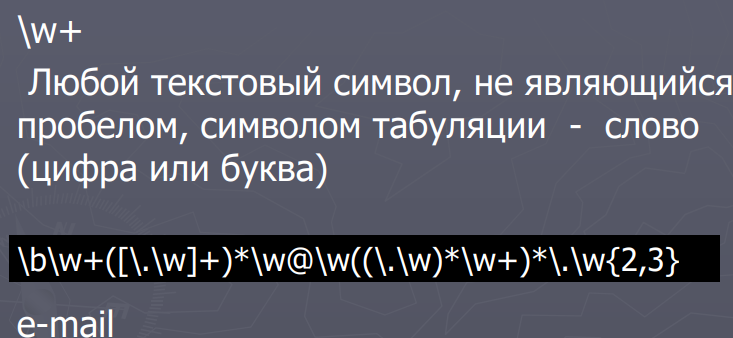 \w+
Любой текстовый символ, не являющийся
пробелом, символом табуляции - слово
(цифра или буква)
\b\w+([\.\w]+)*\w@\w((\.\w)*\w+)*\.\w{2,3}
e-mail